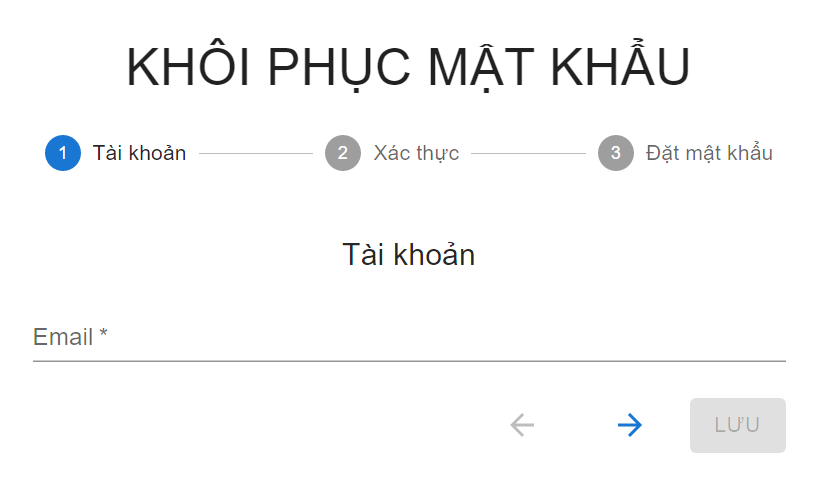 KHÔI PHỤC MẬT KHẨU
1 Tài khoản 2 Xác thực 3 Đặt mật khẩu
Tài khoản
Email *
LƯU